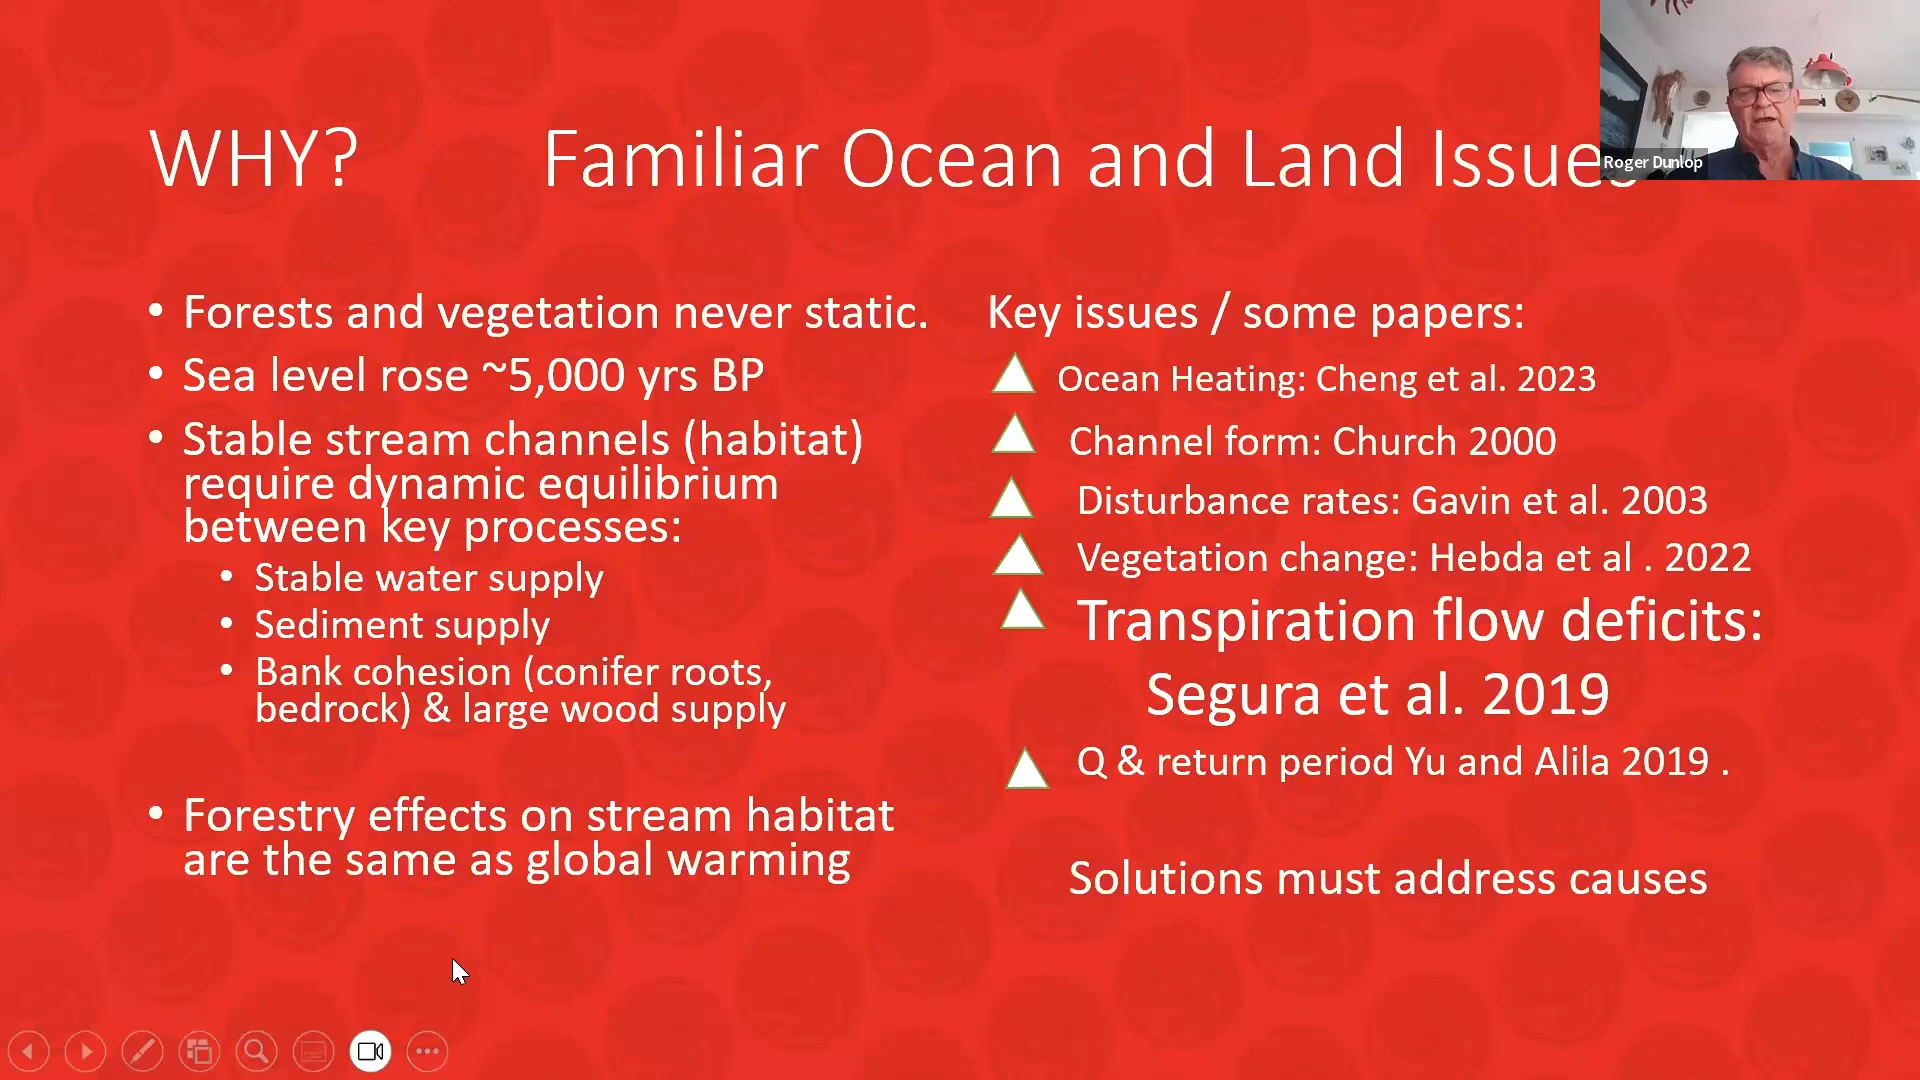 WHY? Familiar Ocean and Land Issues
Roger Dunlop
• Forests and vegetation never static.
• Sea level rose ~5,000 yrs BP
• Stable stream channels (habitat)
require dynamic equilibrium
between key processes:
• Stable water supply
• Sediment supply
• Bank cohesion (conifer roots,
bedrock) & large wood supply
• Forestry effects on stream habitat
are the same as global warming
Key issues / some papers:
Ocean Heating: Cheng et al. 2023
Channel form: Church 2000
Disturbance rates: Gavin et al. 2003
Vegetation change: Hebda et al . 2022
Transpiration flow deficits:
Segura et al. 2019
Q & return period Yu and Alila 2019 .
Solutions must address causes